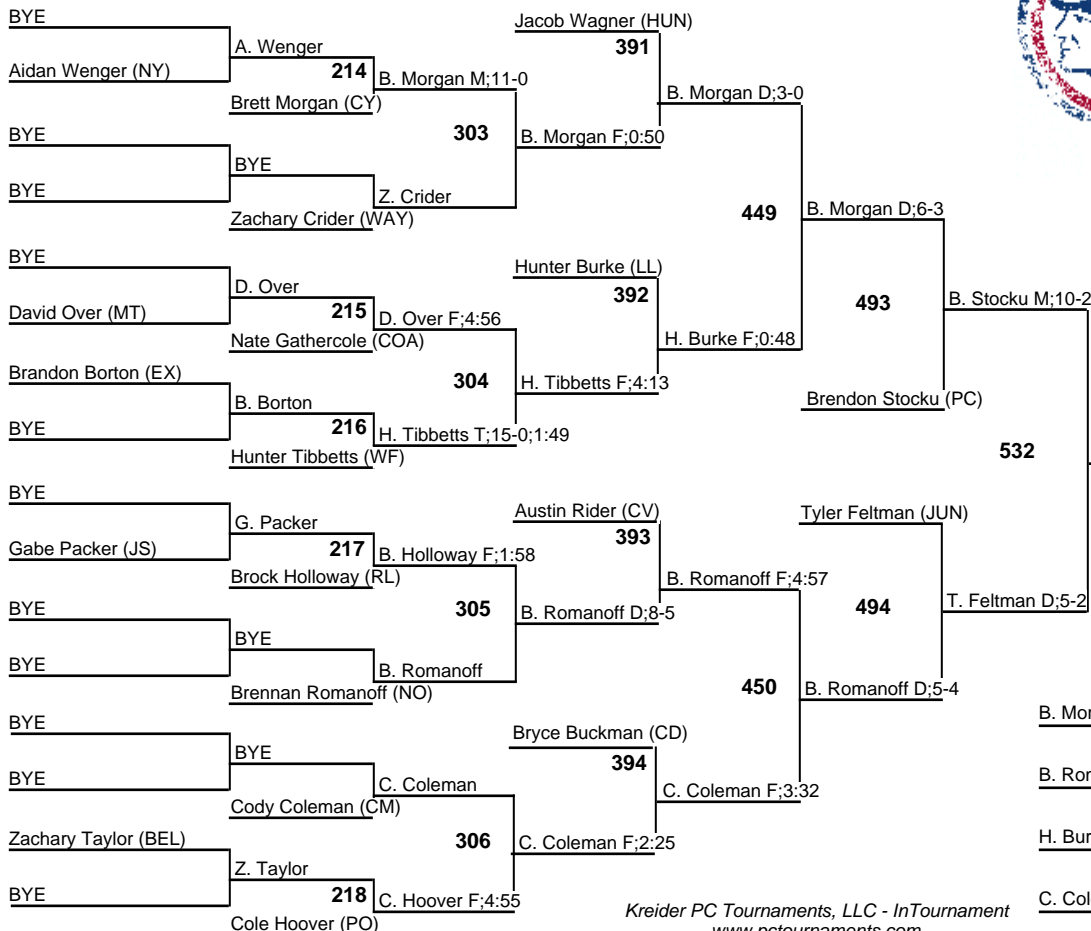 BYE
Jacob Wagner (HUN)
A. Wenger
391
Aidan Wenger (NY)
214
B. Morgan M;11-0
B. Morgan D;3-0
Brett Morgan (CY)
BYE
303
B. Morgan F;0:50
BYE
BYE
Z. Crider
Zachary Crider (WAY)
449
B. Morgan D;6-3
BYE
Hunter Burke (LL)
D. Over
392
493
B. Stocku M;10-2
David Over (MT)
215
D. Over F;4:56
Nate Gathercole (COA)
H. Burke F;0:48
Brandon Borton (EX)
304
H. Tibbetts F;4:13
B. Borton
Brendon Stocku (PC)
BYE
216
H. Tibbetts T;15-0;1:49
Hunter Tibbetts (WF)
532
BYE
Austin Rider (CV)
Tyler Feltman (JUN)
G. Packer
393
Gabe Packer (JS)
217
B. Holloway F;1:58
Brock Holloway (RL)
B. Romanoff F;4:57
BYE
305
B. Romanoff D;8-5
494
T. Feltman D;5-2
BYE
BYE
B. Romanoff
Brennan Romanoff (NO)
450
B. Romanoff D;5-4
BYE
Bryce Buckman (CD)
BYE
394
BYE
C. Coleman
C. Coleman F;3:32
Cody Coleman (CM)
Zachary Taylor (BEL)
306
C. Coleman F;2:25
Z. Taylor
BYE
218
C. Hoover F;4:55
Cole Hoover (PO)
B. Mor
B. Ror
H. Bur
C. Col
Kreider PC Tournaments, LLC - InTournament
www.pctournaments.com